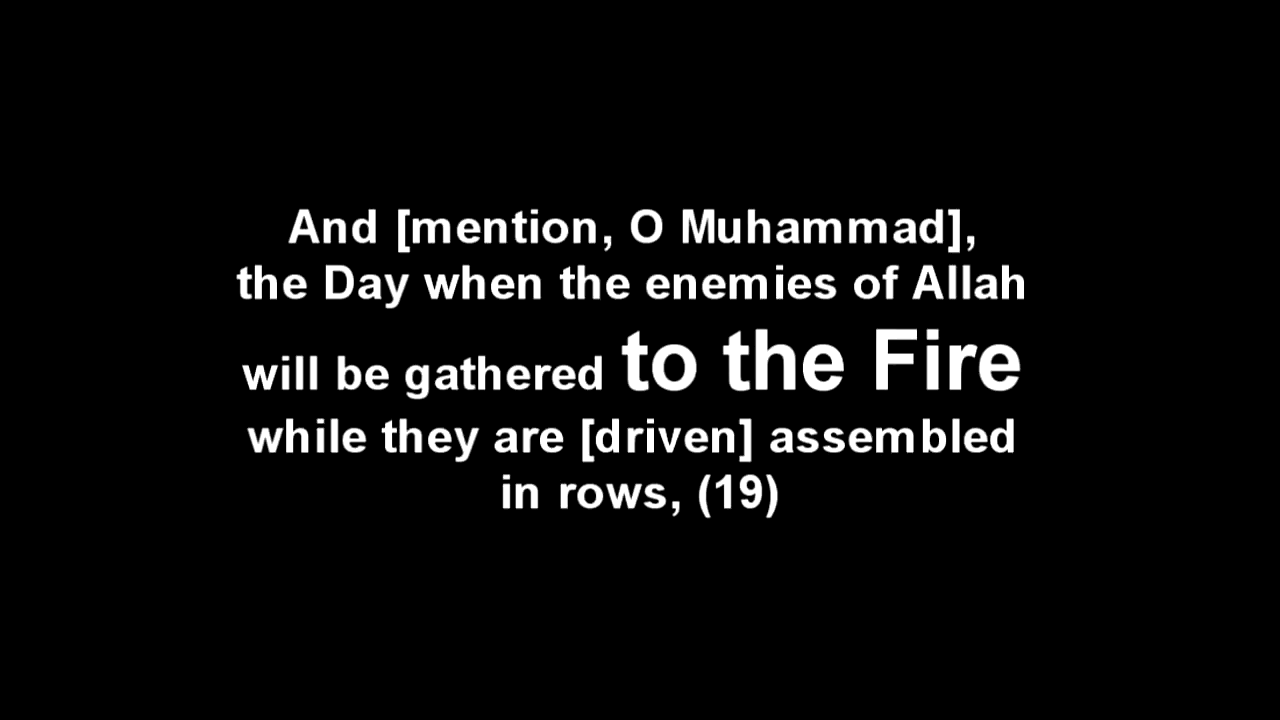 And [mention, O Muhammad],
the Day when the enemies of Allah
will be gathered to the Fire
while they are [driven] assembled
in rows, (19)